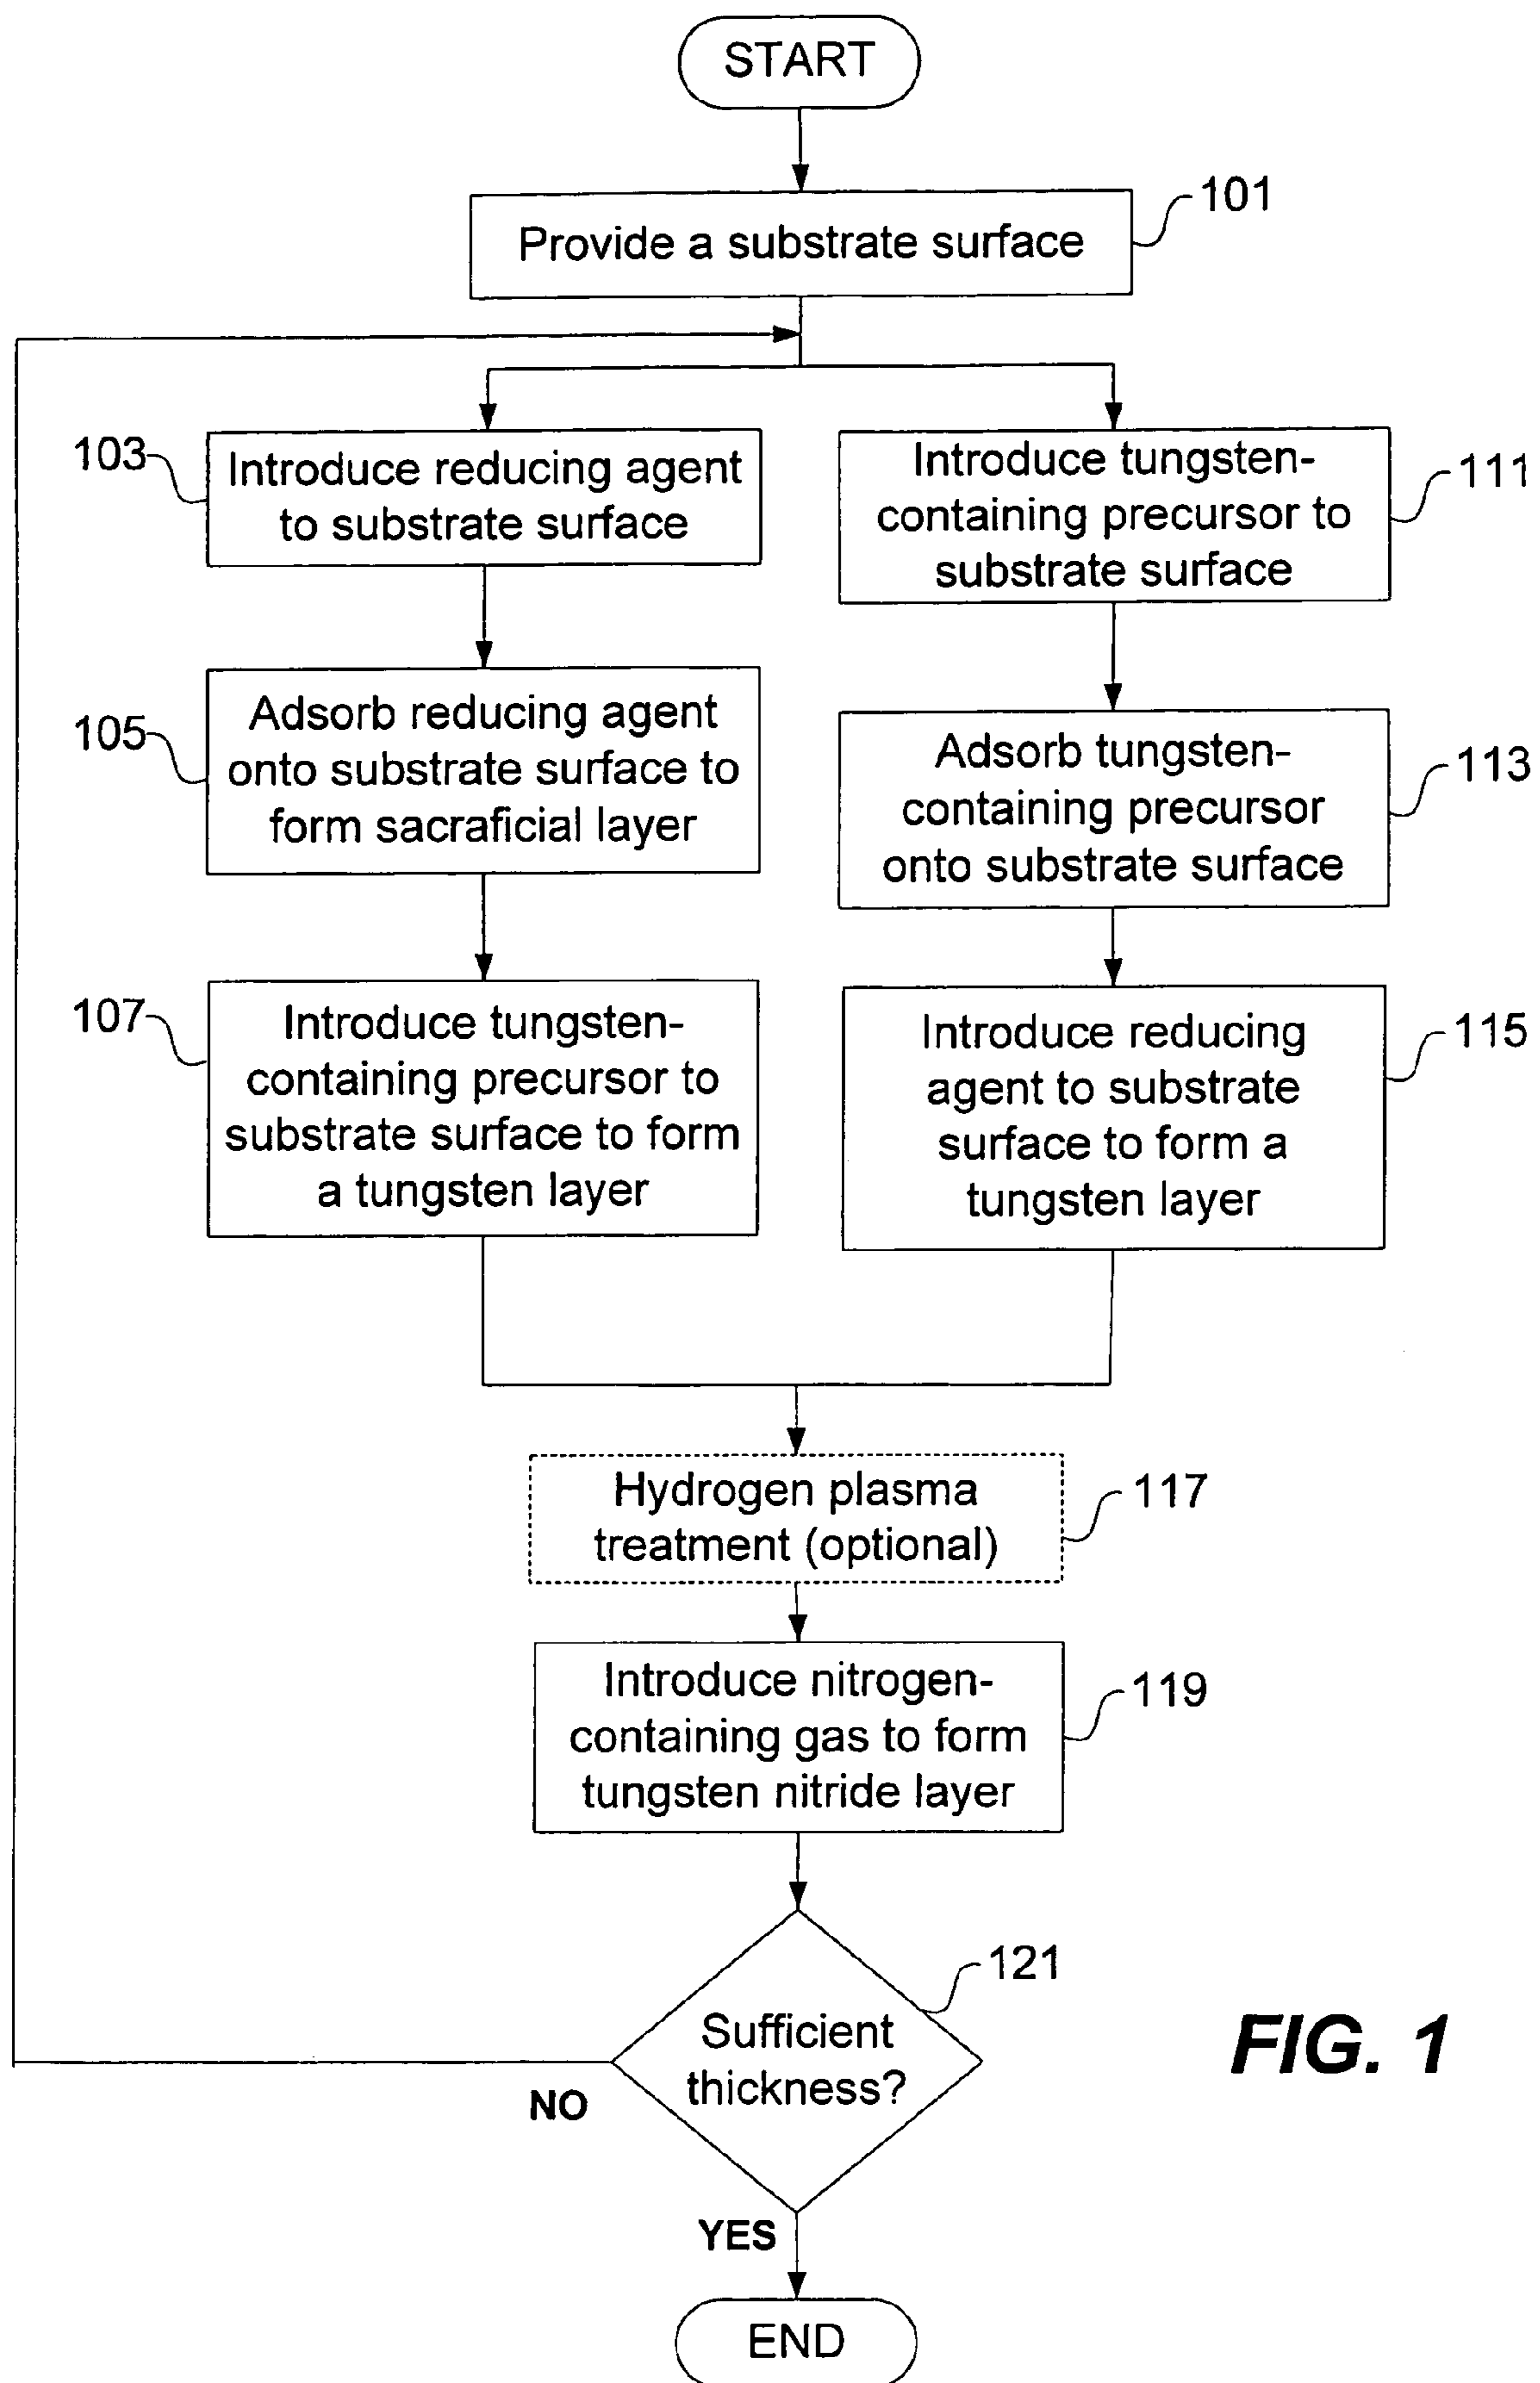 START
101
Provide a substrate surface
103
Introduce reducing agent
to substrate surface
105
Adsorb reducing agent
onto substrate surface to
form sacraficial layer
107
Introduce tungsten-
containing precursor to
substrate surface to form
a tungsten layer
111
Introduce tungsten-
containing precursor to
substrate surface
113
Adsorb tungsten-
containing precursor
onto substrate surface
115
Introduce reducing
agent to substrate
surface to form a
tungsten layer
117
Hydrogen plasma
treatment (optional)
119
Introduce nitrogen-
containing gas to form
tungsten nitride layer
121
Sufficient
thickness?
NO
YES
END
FIG. 1